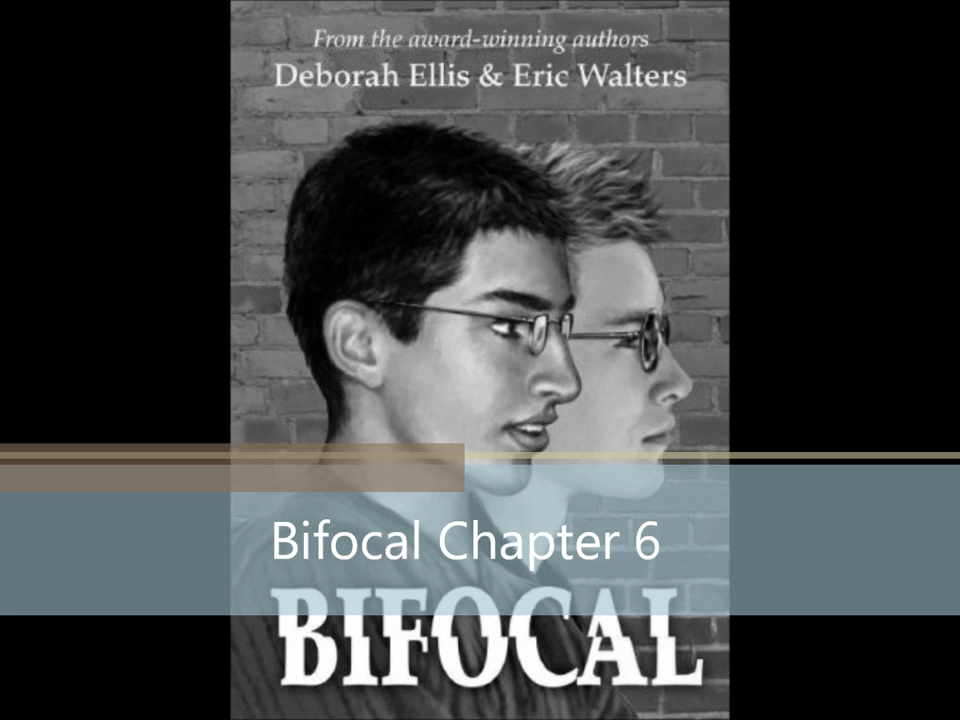 From the award-winning authors
Deborah Ellis & Eric Walters
Bifocal Chapter 6
BIFOCAL